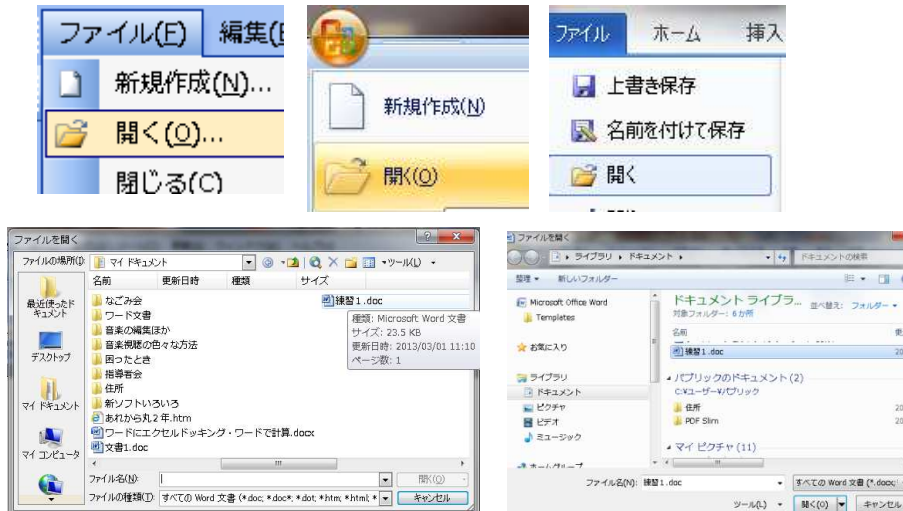 ファイル(F) 編集(E
新規作成(N)...
開く(O)...
閉じる(C)
新規作成(N)
開く(O)
ファイル ホーム 挿入
上書き保存
名前を付けて保存
開く
ファイルを開く
ファイルの場所(I): マイ ドキュメント ツール(L)
名前 更新日時 種類 サイズ
最近使ったドキュメント
デスクトップ
マイ ドキュメント
マイ コンピュータ
なごみ会
ワード文書
音楽の編集ほか
音楽視聴の色々な方法
困ったとき
指導者会
住所
新ソフトいろいろ
あれから丸2年.htm
ワードにエクセルドッキング・ワードで計算.docx
文書1.doc
練習1.doc
種類: Microsoft Word 文書
サイズ: 23.5 KB
更新日時: 2013/03/01 11:10
ページ数: 1
ファイル名(N): 開く(O)
ファイルの種類(T): すべての Word 文書 (*.doc; *.doc*; *.dot; *.htm; *.html; * キャンセル
ファイルを開く
ライブラリ ドキュメント ドキュメントの検索
整理 新しいフォルダー
Microsoft Office Word
Templates
お気に入り
ライブラリ
ドキュメント
ピクチャ
ビデオ
ミュージック
ドキュメント ライブラ... 並べ替え: フォルダー
対象フォルダー: 6 か所
名前 更
練習1.doc 20
パブリックのドキュメント (2)
C:¥ユーザー¥パブリック
住所 20
PDF Slim 20
マイ ピクチャ (11)
ファイル名(N): 練習1.doc すべての Word 文書 (*.docx;
ツール(L) 開く(O) キャンセル